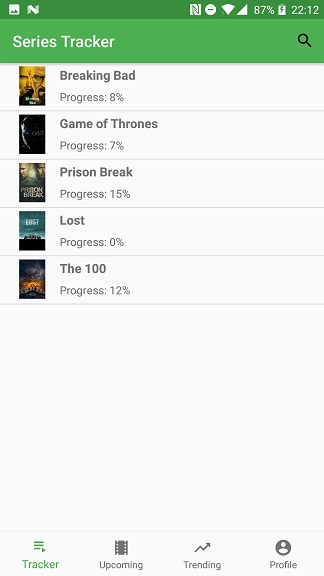 87% 22:12
Series Tracker
Breaking Bad
Progress: 8%
Game of Thrones
Progress: 7%
PRISON BREAK
Prison Break
Progress: 15%
LOST
Lost
Progress: 0%
The 100
Progress: 12%
Tracker Upcoming Trending Profile